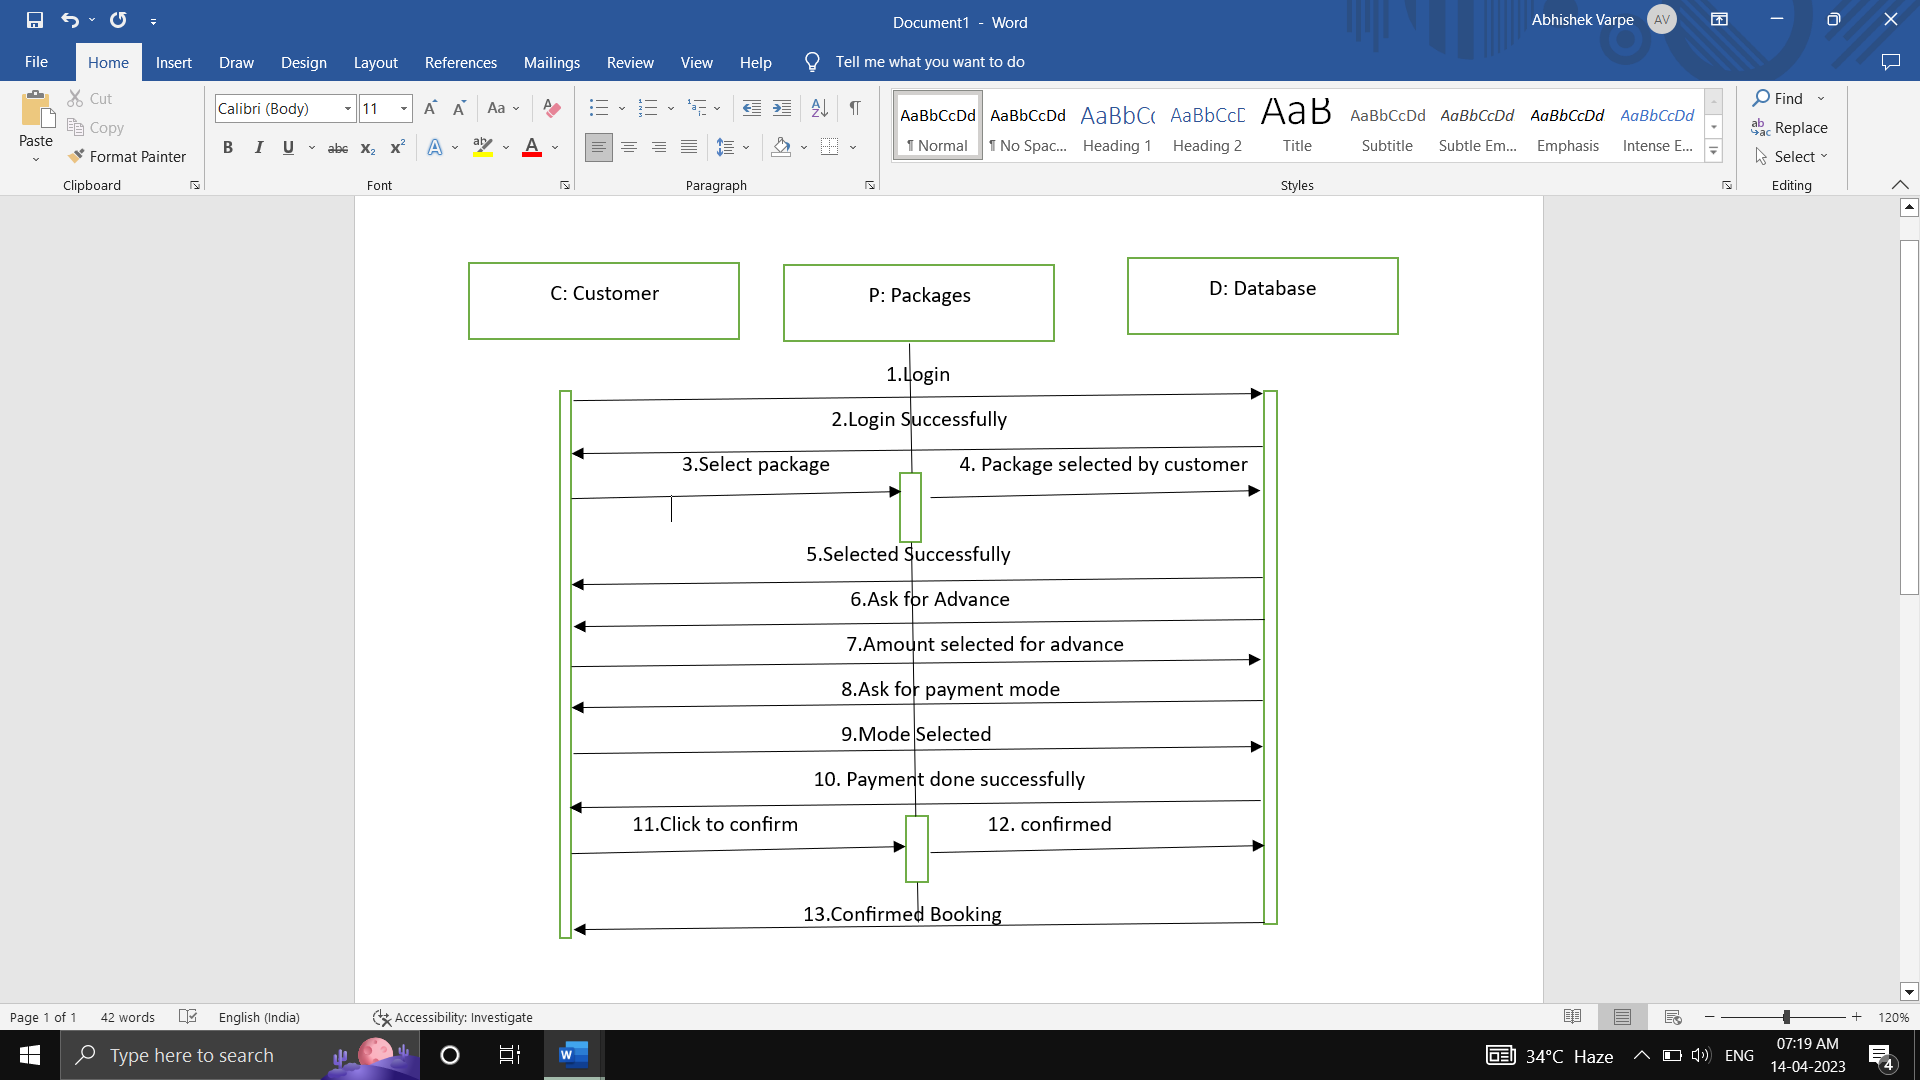 Document1 - Word
Abhishek Varpe AV
File Home Insert Draw Design Layout References Mailings Review View Help Tell me what you want to do
Paste
Cut
Copy
Format Painter
Clipboard
Calibri (Body) 11
Font
Paragraph
AaBbCcDd AaBbCcDd AaBbC AaBbCcD AaB AaBbCcDd AaBbCcDd AaBbCcDd AaBbCcDd
¶ Normal ¶ No Spac... Heading 1 Heading 2 Title Subtitle Subtle Em... Emphasis Intense E...
Styles
Find
Replace
Select
Editing
C: Customer
P: Packages
D: Database
1.Login
2.Login Successfully
3.Select package
4. Package selected by customer
5.Selected Successfully
6.Ask for Advance
7.Amount selected for advance
8.Ask for payment mode
9.Mode Selected
10. Payment done successfully
11.Click to confirm
12. confirmed
13.Confirmed Booking
Page 1 of 1 42 words English (India) Accessibility: Investigate 120%
Type here to search
34°C Haze ENG
07:19 AM
14-04-2023
4